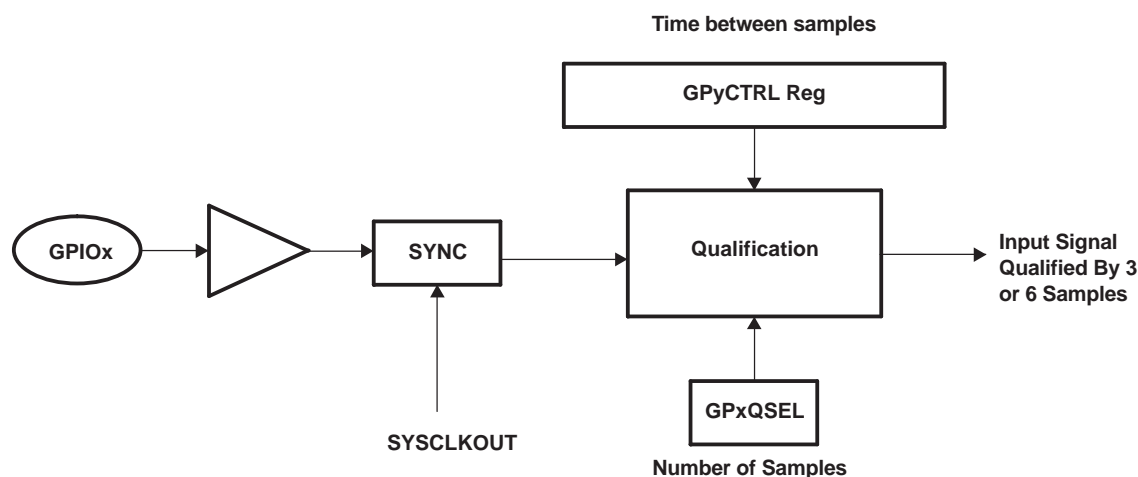 Time between samples
GPyCTRL Reg
GPIOx
SYNC
Qualification
Input Signal
Qualified By 3
or 6 Samples
GPxQSEL
SYSCLKOUT
Number of Samples